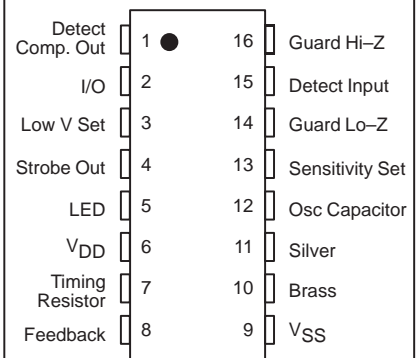 Detect
Comp. Out 1 16 Guard Hi–Z
I/O 2 15 Detect Input
Low V Set 3 14 Guard Lo–Z
Strobe Out 4 13 Sensitivity Set
LED 5 12 Osc Capacitor
VDD 6 11 Silver
Timing
Resistor 7 10 Brass
Feedback 8 9 VSS